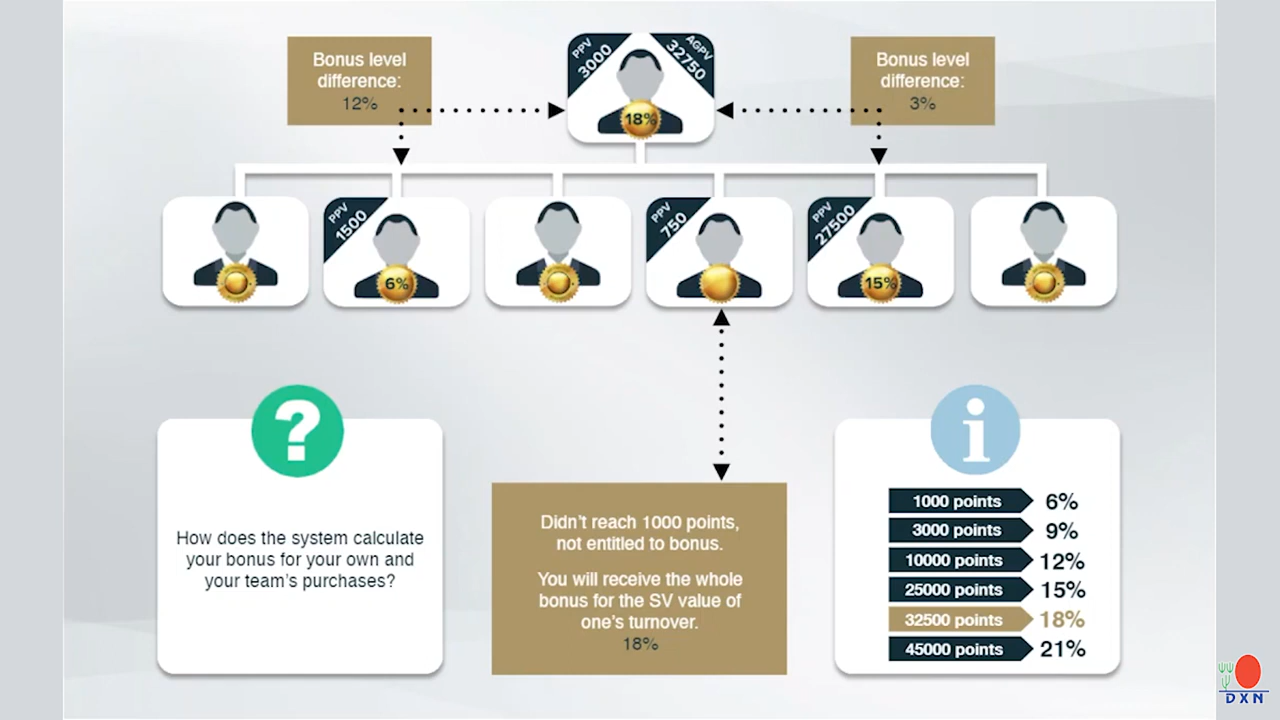 Bonus level
difference:
12%
PPV
3000
AGPV
32750
18%
Bonus level
difference:
3%
PPV
1500
6%
PPV
750
PPV
27500
15%
?
How does the system calculate
your bonus for your own and
your team's purchases?
Didn't reach 1000 points,
not entitled to bonus.
You will receive the whole
bonus for the SV value of
one's turnover.
18%
i
1000 points 6%
3000 points 9%
10000 points 12%
25000 points 15%
32500 points 18%
45000 points 21%
DXN